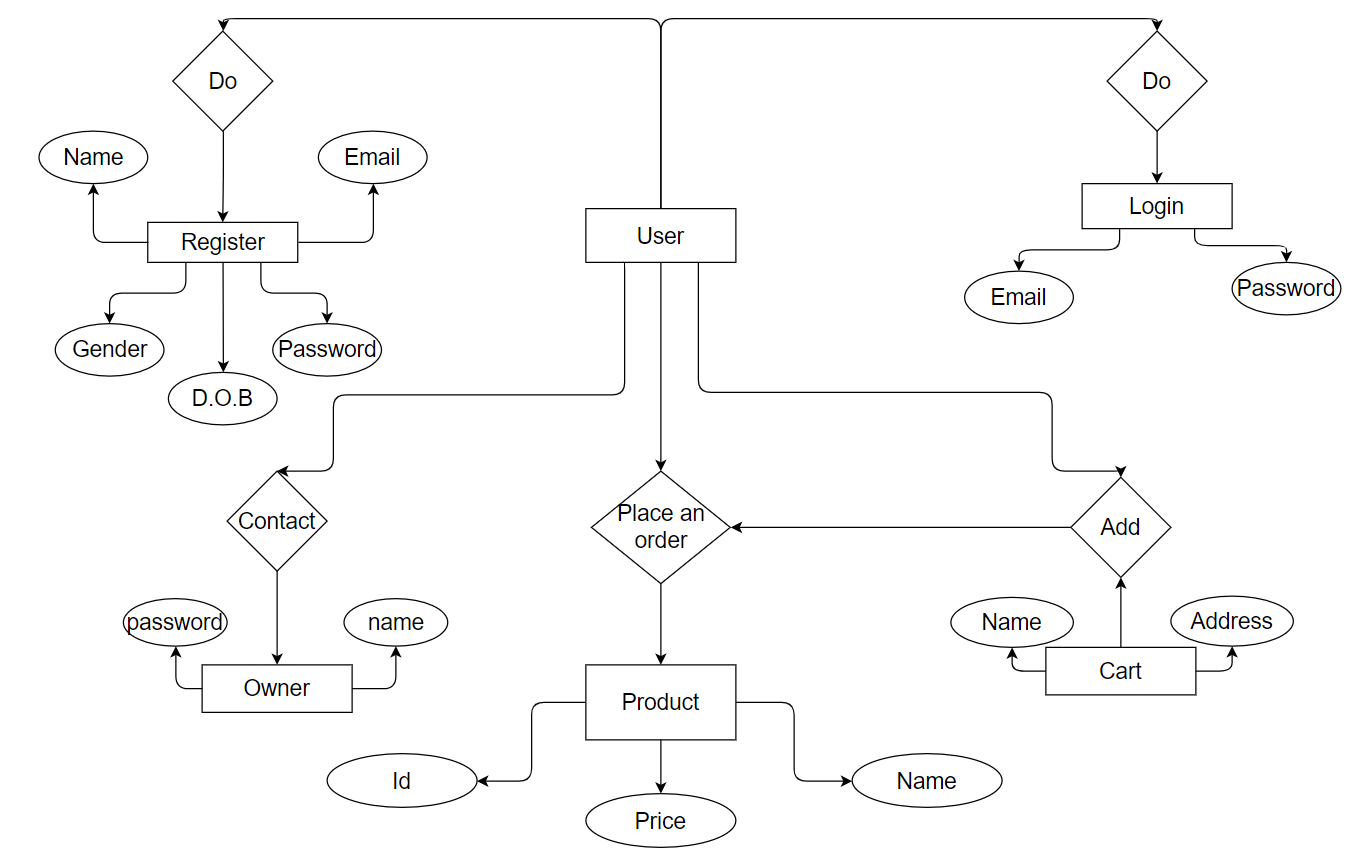 Do
Do
Name
Email
Register
User
Login
Email
Password
Gender
Password
D.O.B
Contact
Place an
order
Add
password
name
Name
Address
Owner
Product
Cart
Id
Name
Price